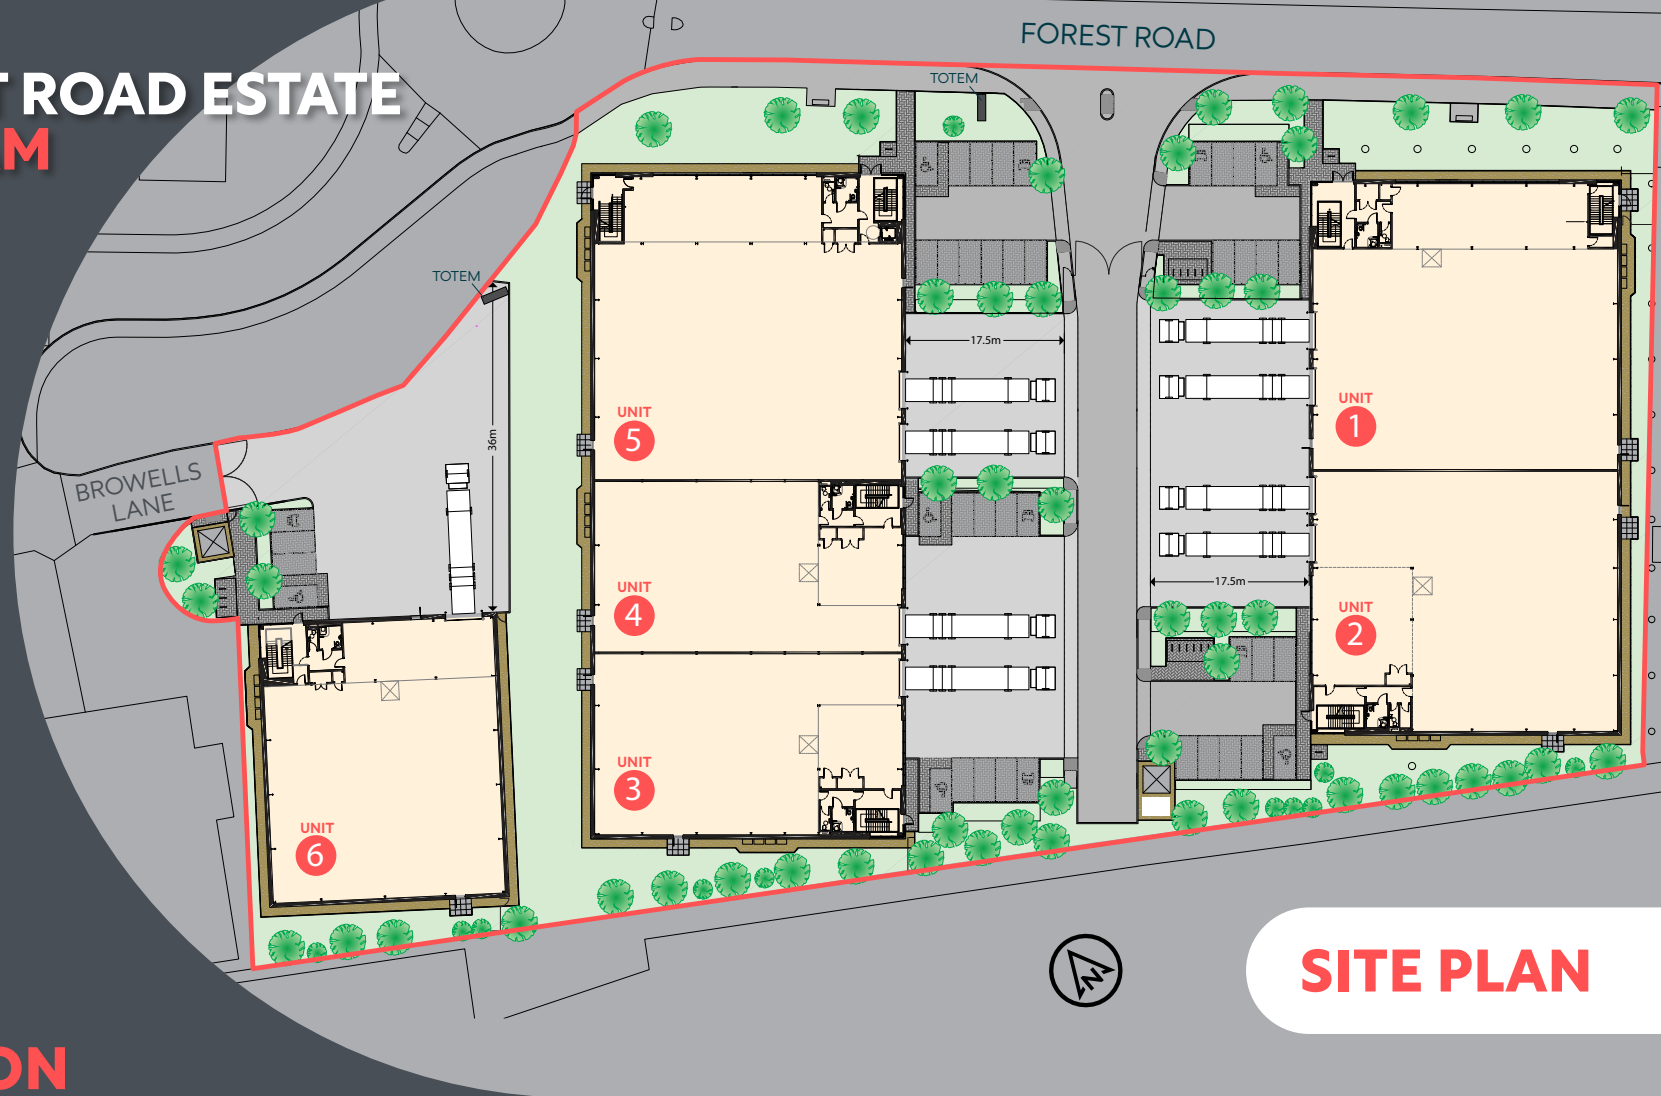 FOREST ROAD
T ROAD ESTATE
M
TOTEM
TOTEM
17.5m
36m
UNIT
5
UNIT
1
BROWELLS
LANE
17.5m
UNIT
4
UNIT
2
UNIT
3
UNIT
6
N
SITE PLAN
ON